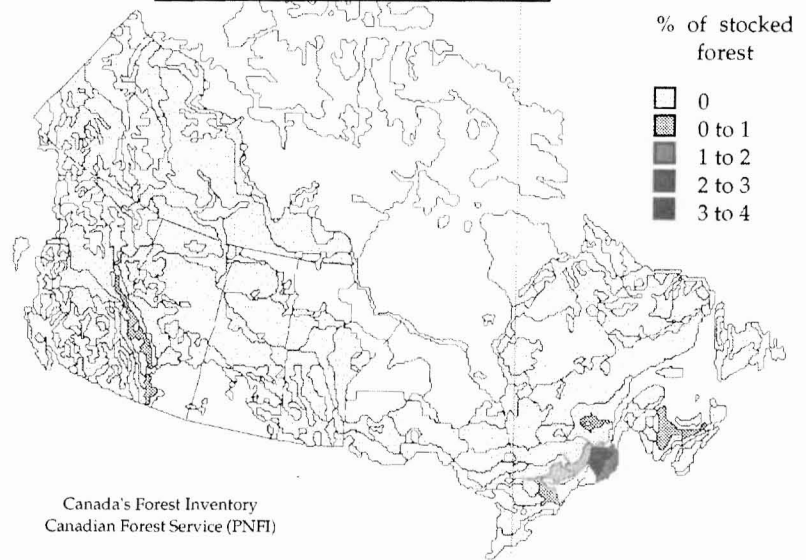 % of stocked
forest
0
0 to 1
1 to 2
2 to 3
3 to 4
Canada's Forest Inventory
Canadian Forest Service (PNFI)